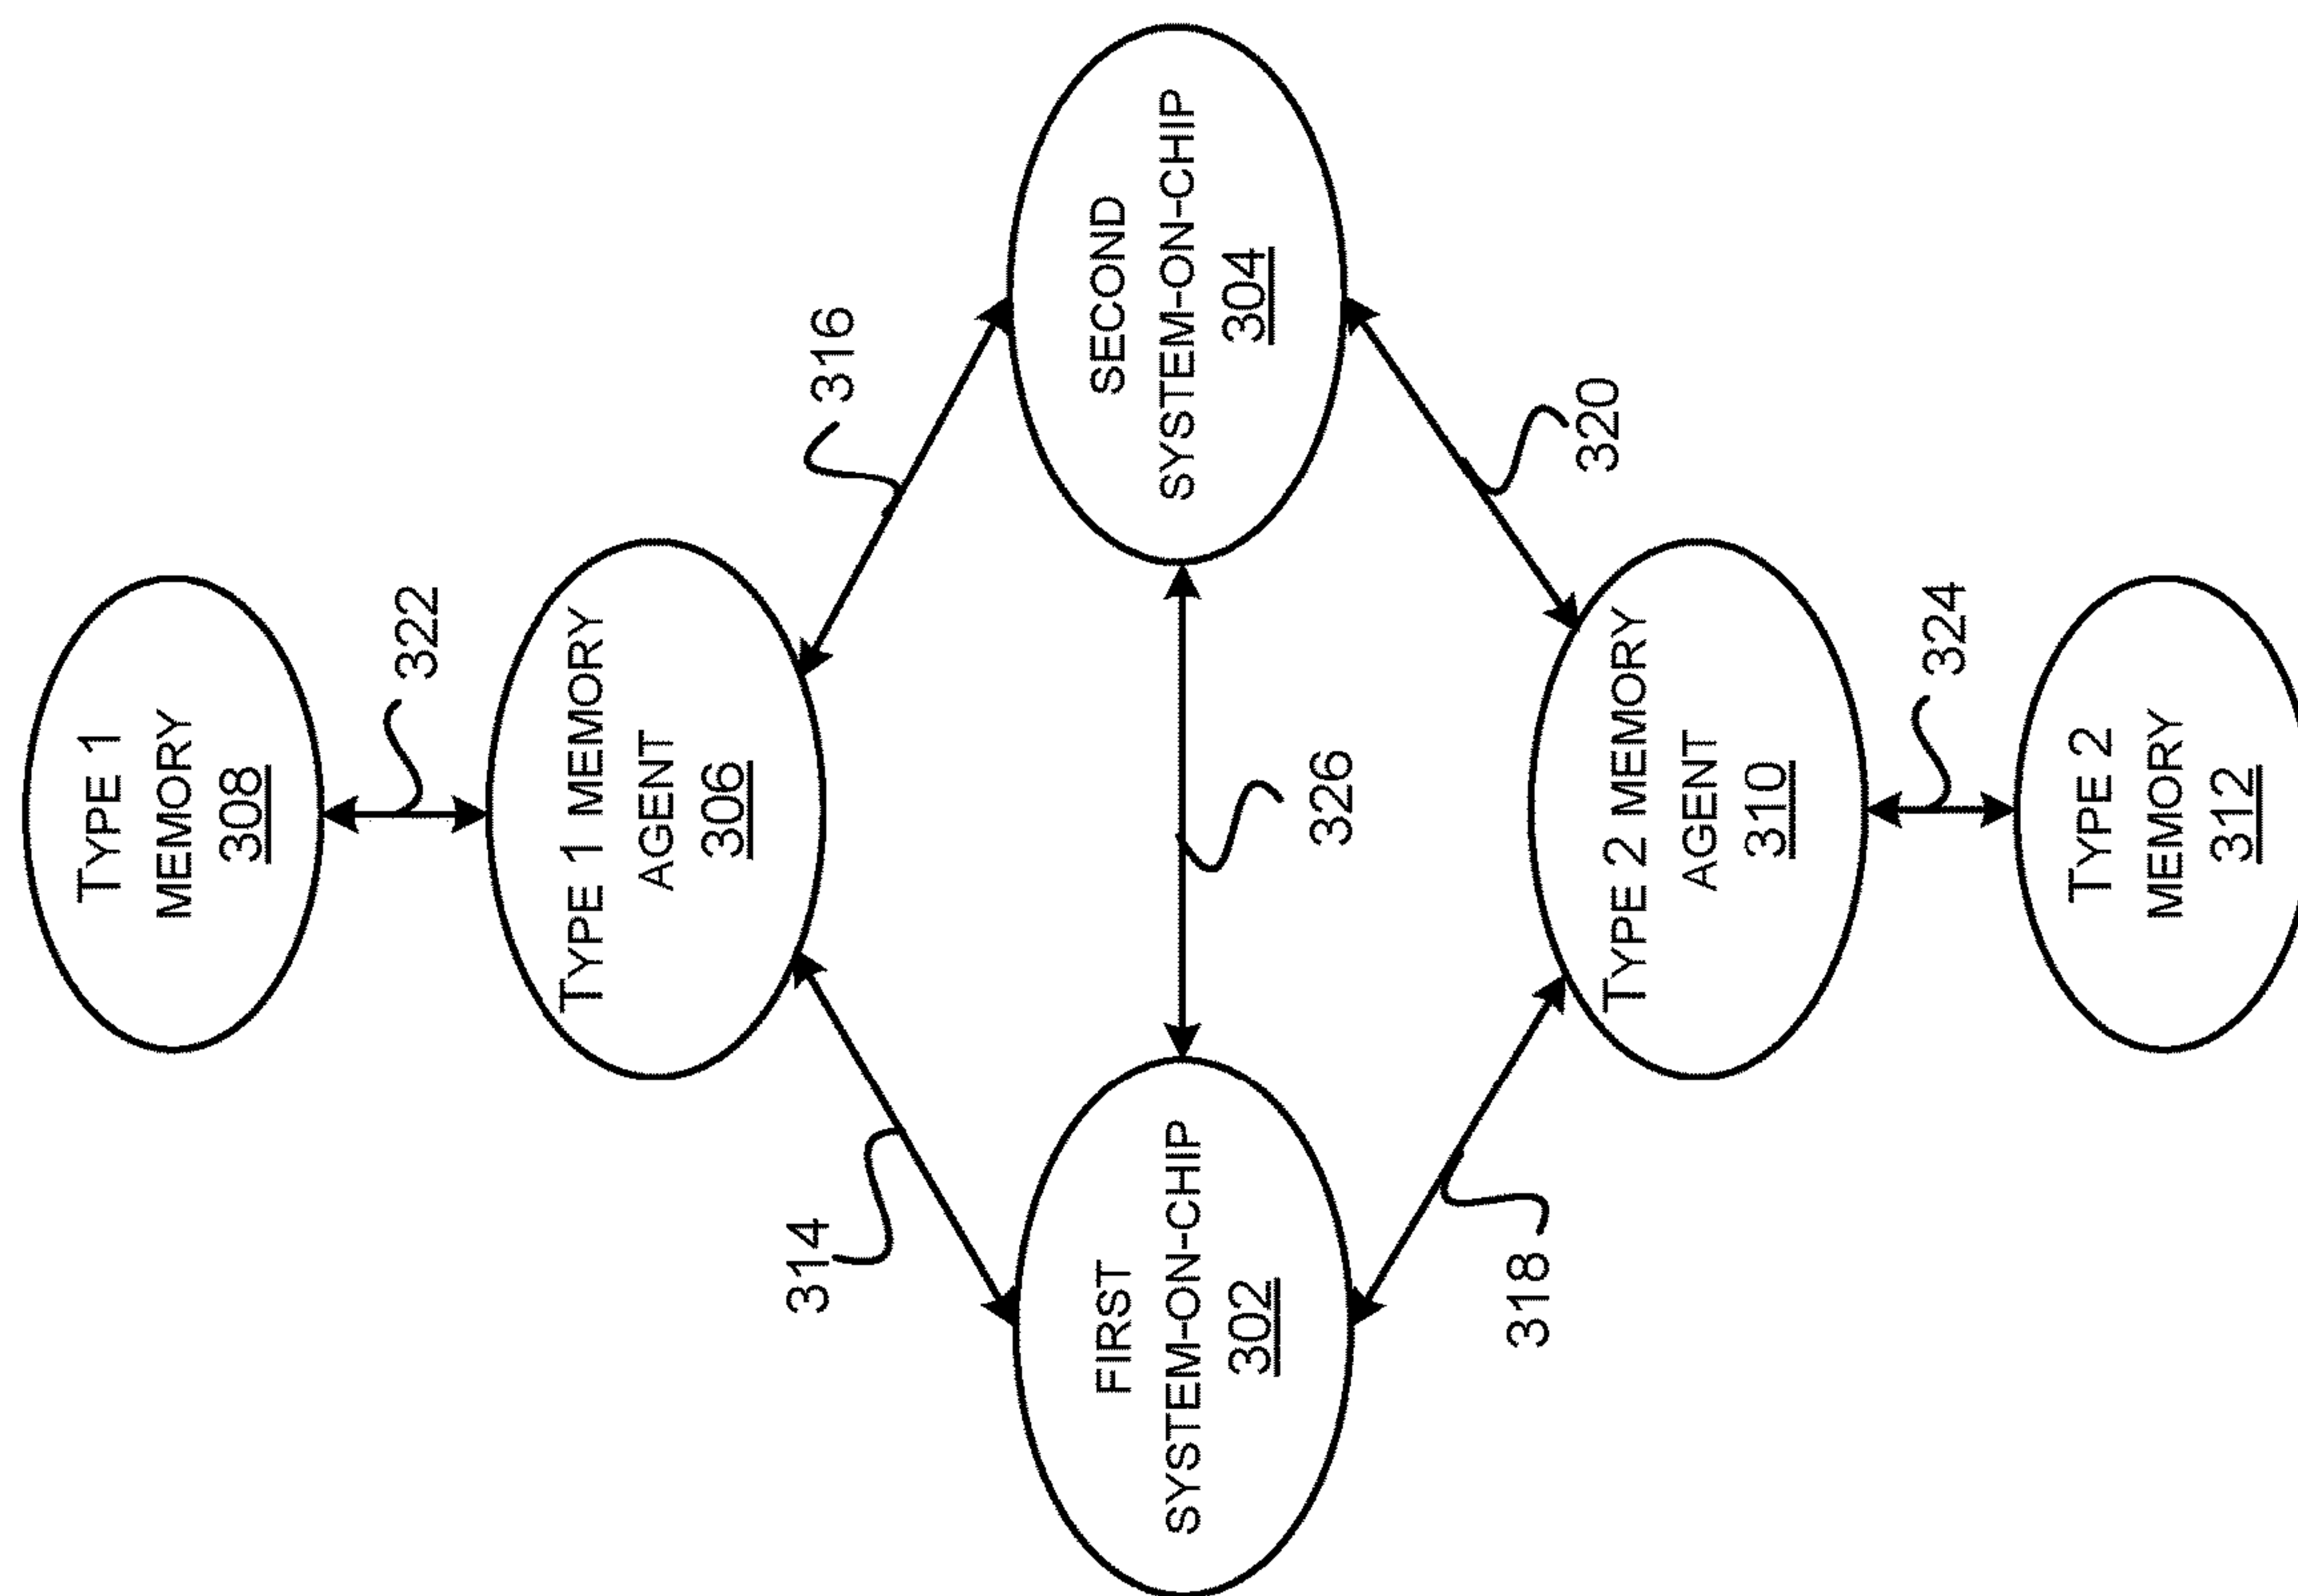 TYPE 1
MEMORY
308
322
TYPE 1 MEMORY
AGENT
306
314
316
FIRST
SYSTEM-ON-CHIP
302
SECOND
SYSTEM-ON-CHIP
304
326
318
320
TYPE 2 MEMORY
AGENT
310
324
TYPE 2
MEMORY
312